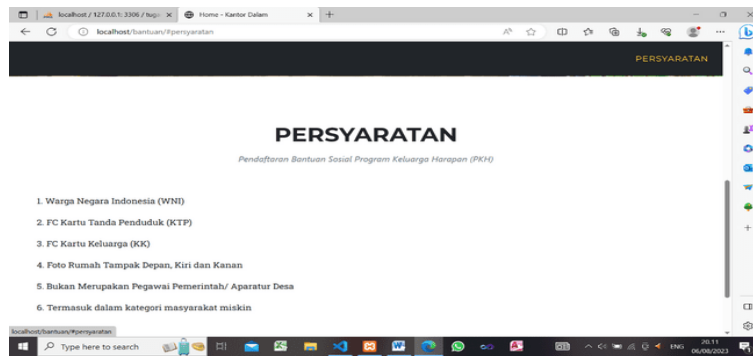 localhost / 127.0.0.1:3306 / tuga
Home - Kantor Dalam
localhost/bantuan/#persyaratan
PERSYARATAN
PERSYARATAN
Pendaftaran Bantuan Sosial Program Keluarga Harapan (PKH)
1. Warga Negara Indonesia (WNI)
2. FC Kartu Tanda Penduduk (KTP)
3. FC Kartu Keluarga (KK)
4. Foto Rumah Tampak Depan, Kiri dan Kanan
5. Bukan Merupakan Pegawai Pemerintah/ Aparatur Desa
6. Termasuk dalam kategori masyarakat miskin
localhost/bantuan/#persyaratan
Type here to search
ENG
20.11
06/08/2023